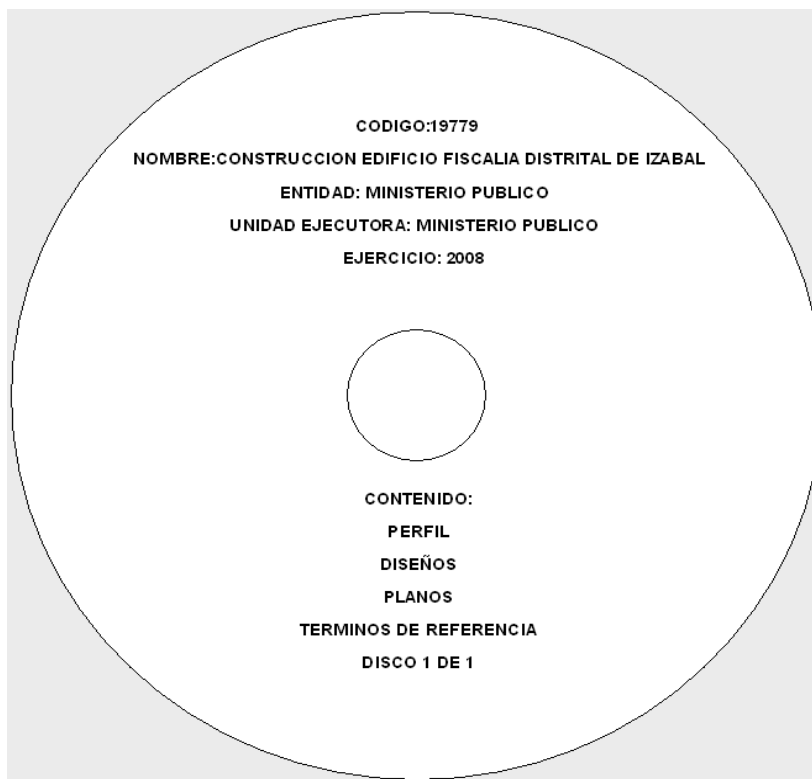 CODIGO:19779
NOMBRE:CONSTRUCCION EDIFICIO FISCALIA DISTRITAL DE IZABAL
ENTIDAD: MINISTERIO PUBLICO
UNIDAD EJECUTORA: MINISTERIO PUBLICO
EJERCICIO: 2008
CONTENIDO:
PERFIL
DISEÑOS
PLANOS
TERMINOS DE REFERENCIA
DISCO 1 DE 1